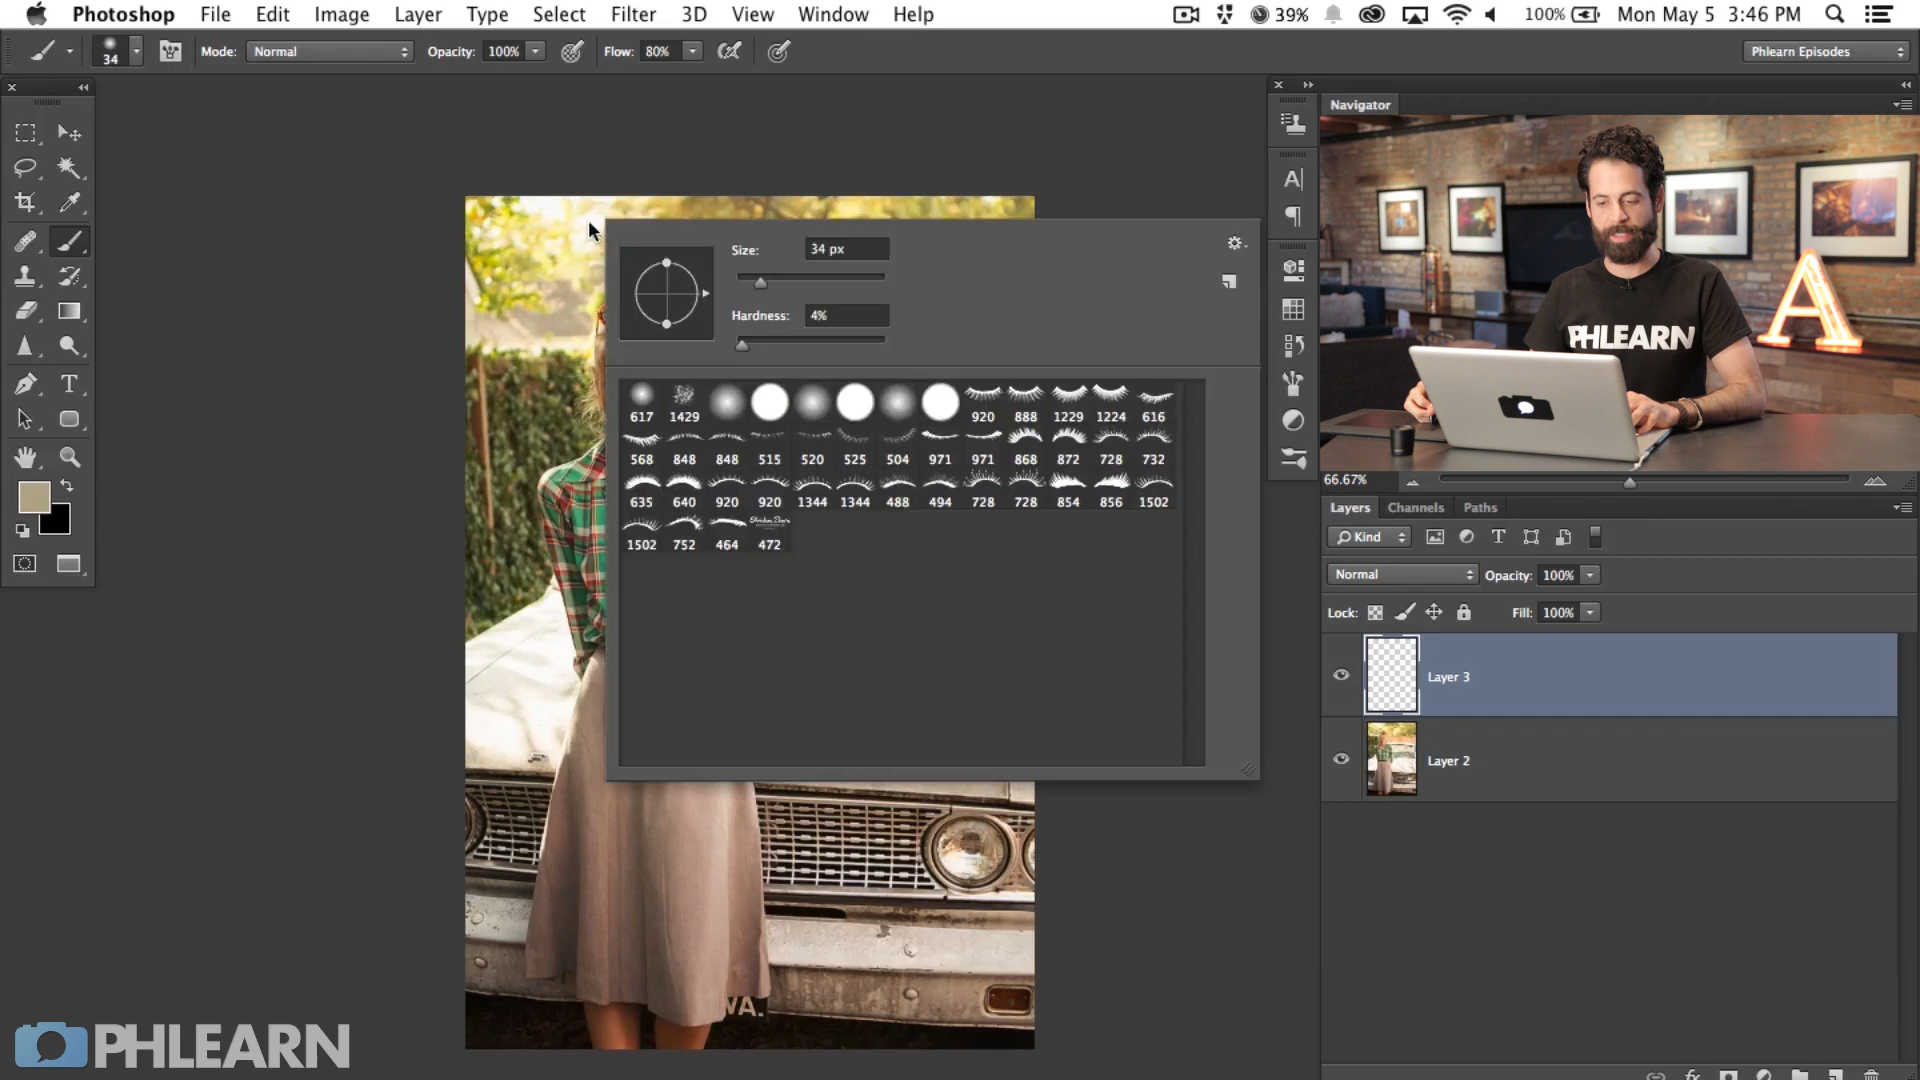 Photoshop File Edit Image Layer Type Select Filter 3D View Window Help 39% 100% Mon May 5 3:46 PM
34 Mode: Normal Opacity: 100% Flow: 80% Phlearn Episodes
Navigator
Size: 34 px
Hardness: 4%
617 1429 920 888 1229 1224 616
568 848 848 515 520 525 504 971 971 868 872 728 732
635 640 920 920 1344 1344 488 494 728 728 854 856 1502
1502 752 464 472
PHLEARN
A
66.67%
Layers Channels Paths
Kind
Normal Opacity: 100%
Lock: Fill: 100%
Layer 3
Layer 2
VA.
PHLEARN